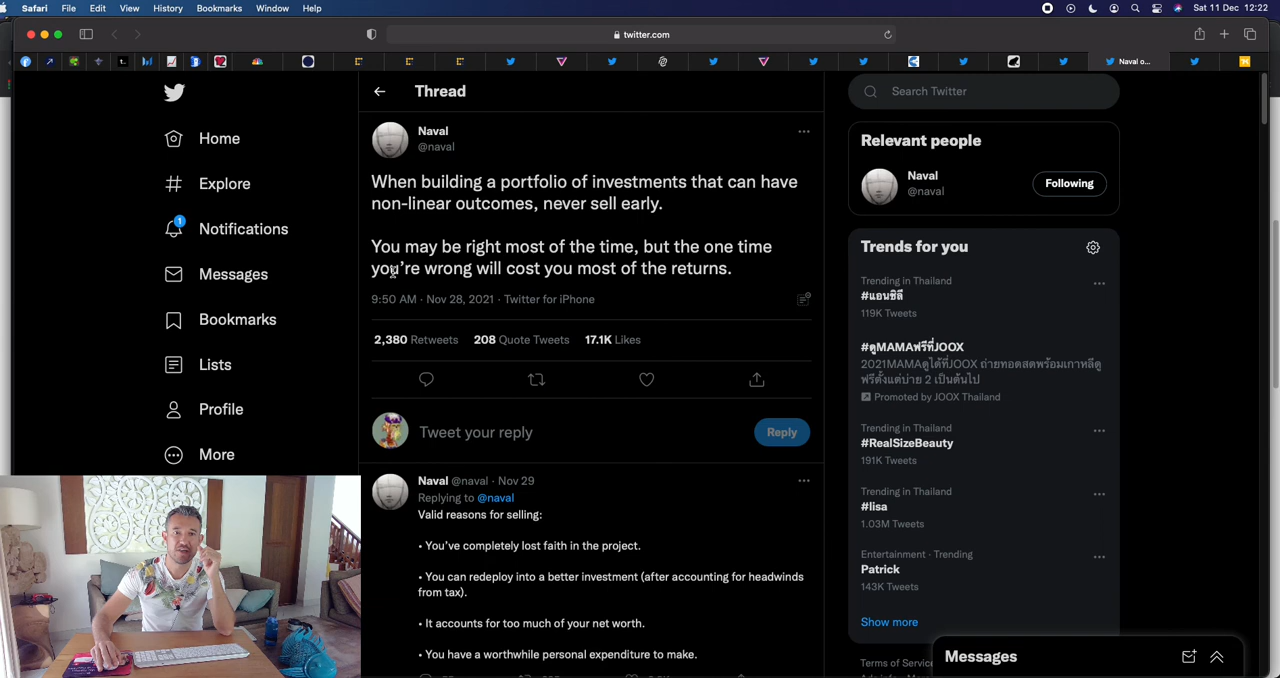 Safari File Edit View History Bookmarks Window Help
Sat 11 Dec 12:22
twitter.com
Naval o...
Thread
Search Twitter
Home
Explore
1
Notifications
Messages
Bookmarks
Lists
Profile
More
Naval
@naval
When building a portfolio of investments that can have
non-linear outcomes, never sell early.
You may be right most of the time, but the one time
you're wrong will cost you most of the returns.
9:50 AM · Nov 28, 2021 · Twitter for iPhone
2,380 Retweets 208 Quote Tweets 17.1K Likes
Tweet your reply
Reply
Naval @naval · Nov 29
Replying to @naval
Valid reasons for selling:
• You've completely lost faith in the project.
• You can redeploy into a better investment (after accounting for headwinds
from tax).
• It accounts for too much of your net worth.
• You have a worthwhile personal expenditure to make.
Relevant people
Naval
@naval
Following
Trends for you
Trending in Thailand
#แอนชิลี
119K Tweets
#ดูMAMAฟรีที่JOOX
2021MAMAดูได้ที่JOOX ถ่ายทอดสดพร้อมเกาหลีดู
ฟรีตั้งแต่บ่าย 2 เป็นต้นไป
Promoted by JOOX Thailand
Trending in Thailand
#RealSizeBeauty
191K Tweets
Trending in Thailand
#lisa
1.03M Tweets
Entertainment · Trending
Patrick
143K Tweets
Show more
Messages
Terms of Service